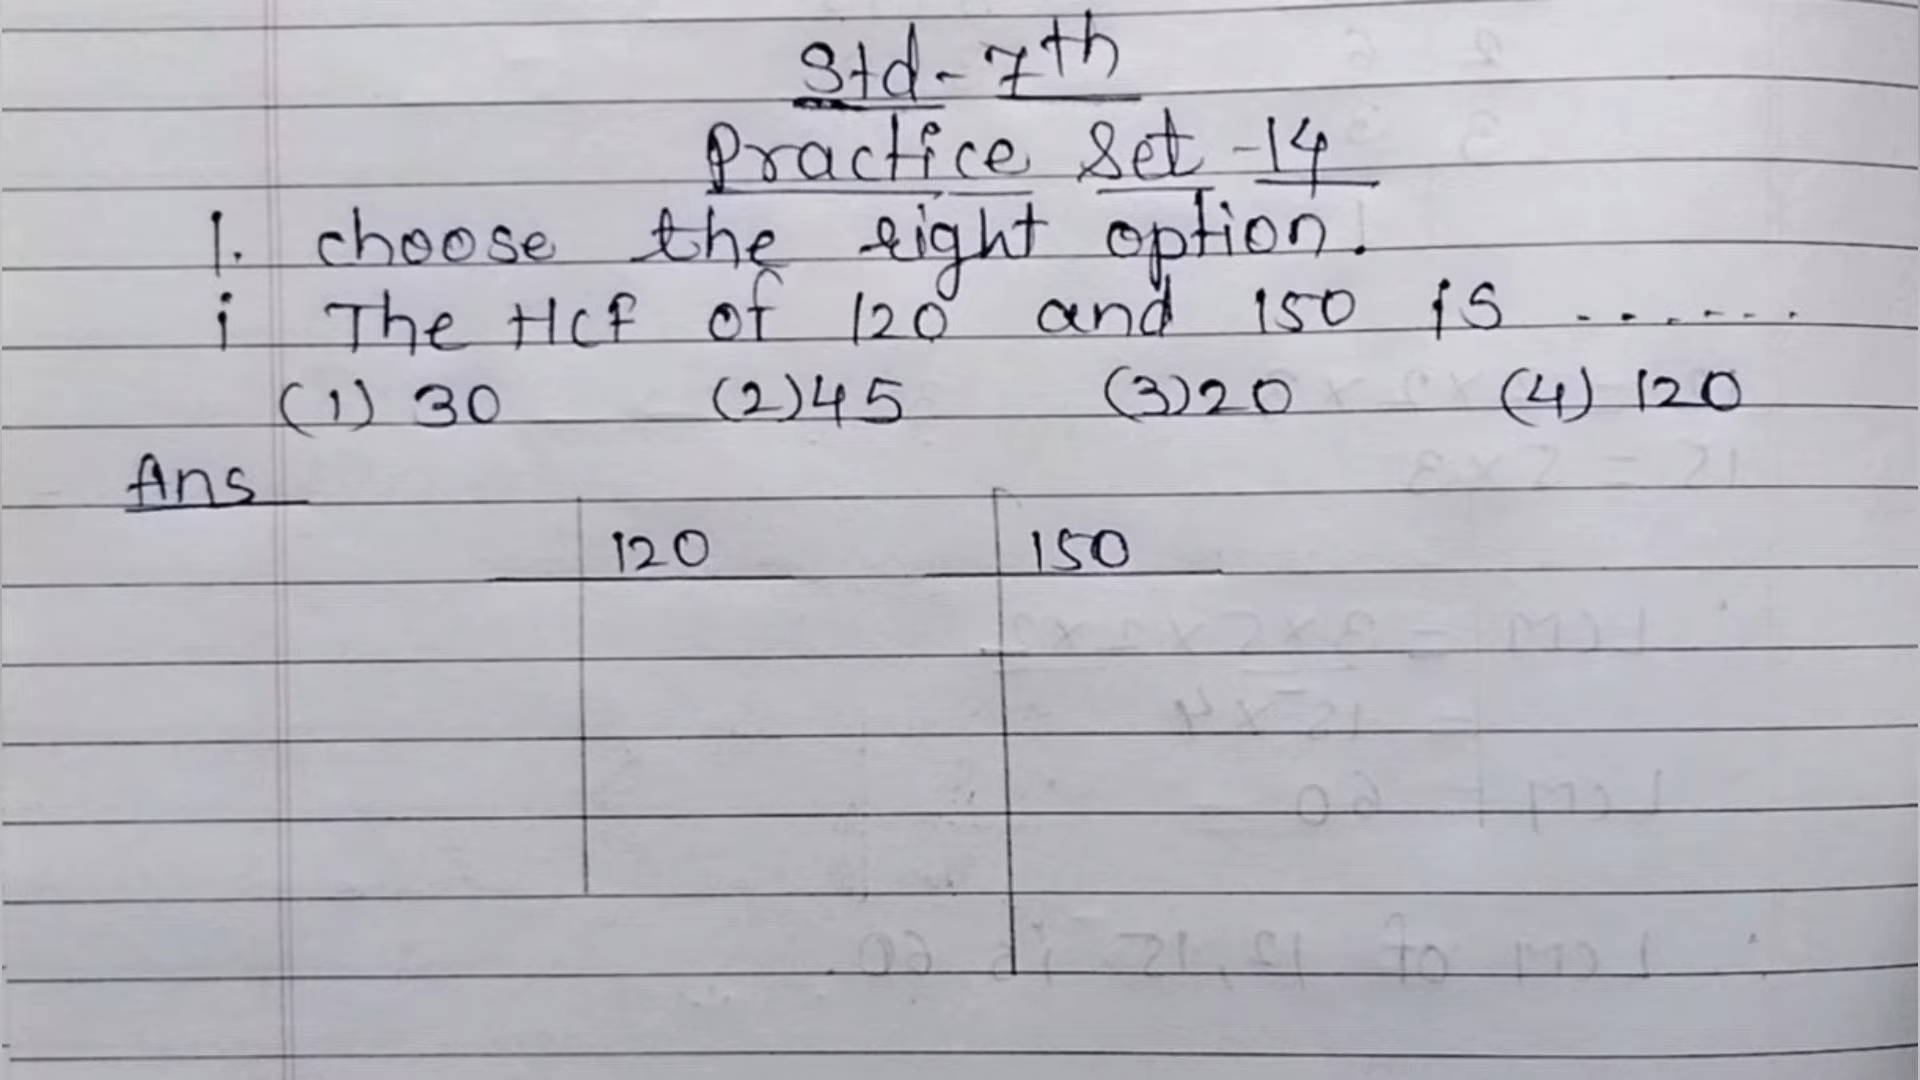 Std-7th
Practice Set-14
1. choose the right option.
i The HCF of 120 and 150 is .......
(1) 30 (2) 45 (3) 20 (4) 120
Ans
120 150